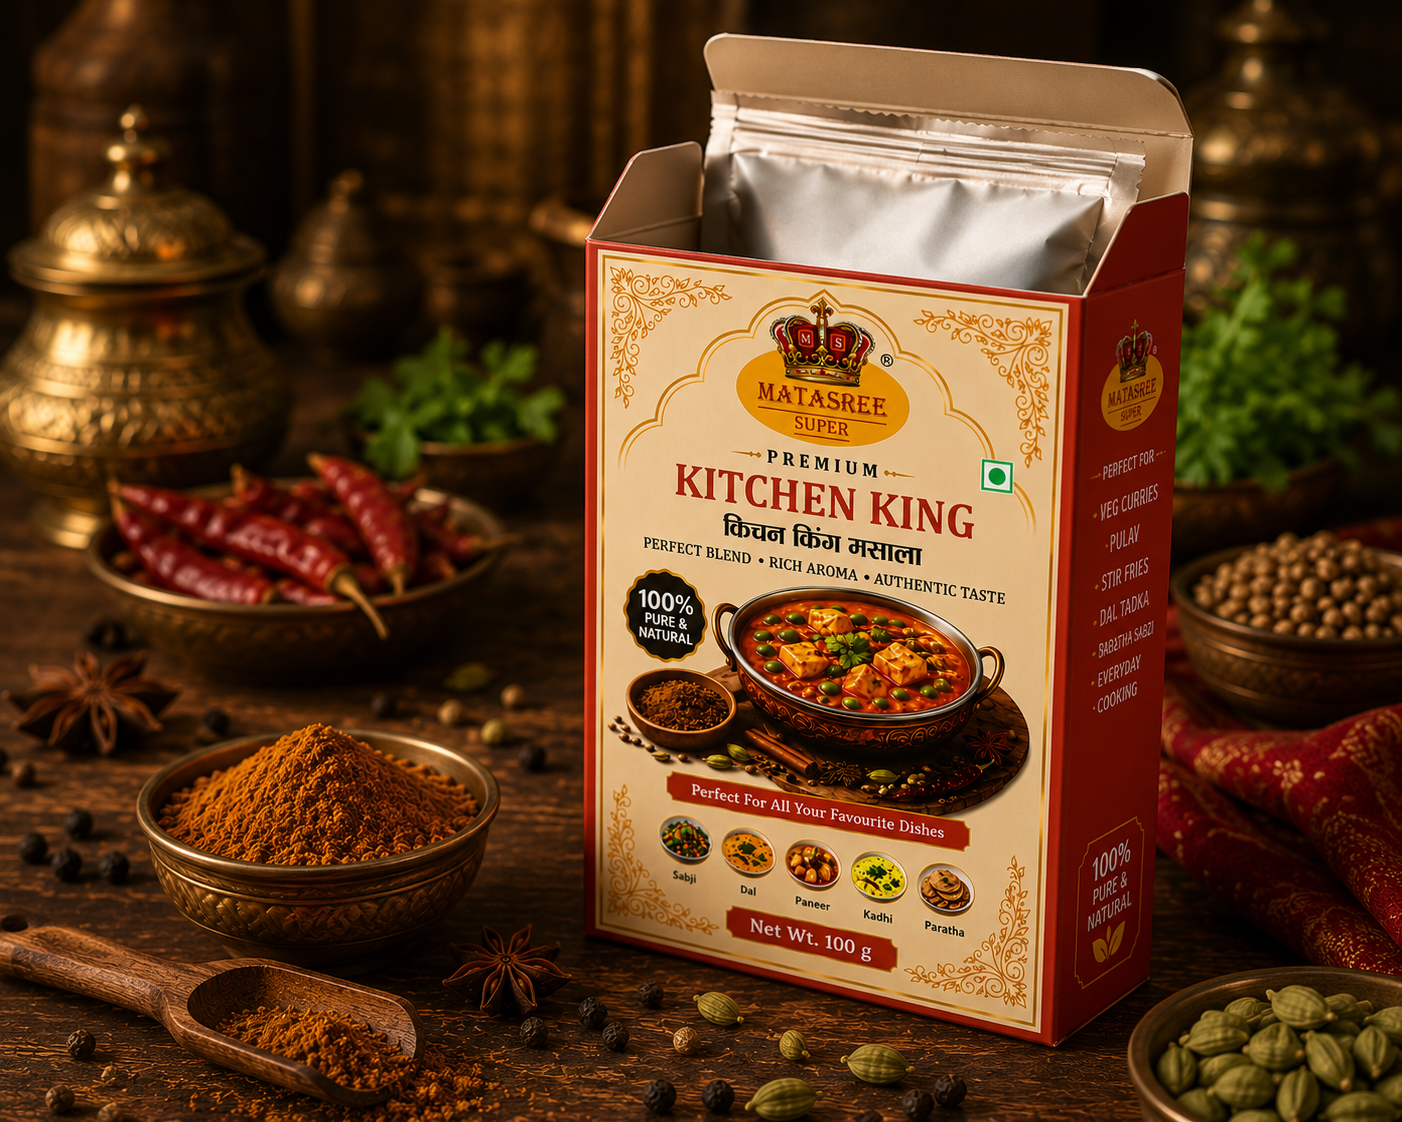 M S
®
MATASREE
SUPER
PREMIUM
KITCHEN KING
किचन किंग मसाला
PERFECT BLEND • RICH AROMA • AUTHENTIC TASTE
100%
PURE &
NATURAL
Perfect For All Your Favourite Dishes
Sabji
Dal
Paneer
Kadhi
Paratha
Net Wt. 100 g
MATASREE
SUPER
PERFECT FOR
• VEG CURRIES
• PULAV
• STIR FRIES
• DAL TADKA
• EVERYDAY
COOKING
100%
PURE &
NATURAL